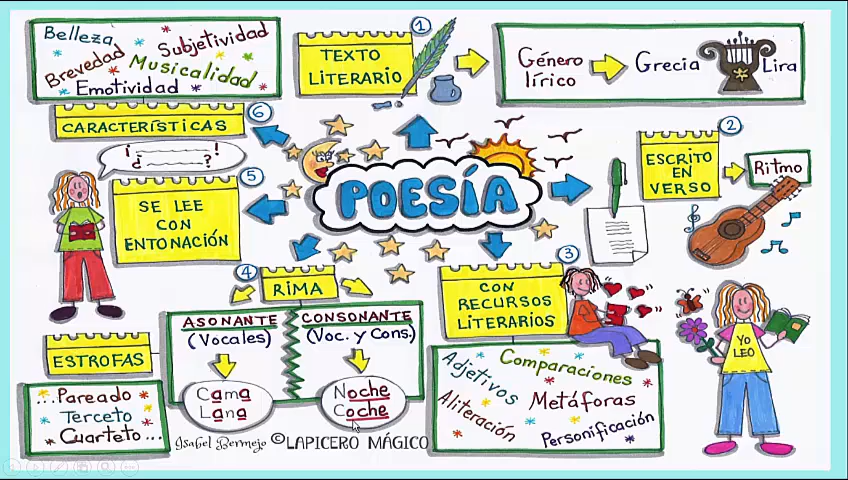 POESÍA
1
TEXTO
LITERARIO
Género
lírico
Grecia
Lira
2
ESCRITO
EN
VERSO
Ritmo
3
CON
RECURSOS
LITERARIOS
Adjetivos
Comparaciones
Metáforas
Aliteración
Personificación
4
RIMA
ASONANTE
(Vocales)
Cama
Lana
CONSONANTE
(Voc. y Cons.)
Noche
Coche
ESTROFAS
...Pareado
Terceto
Cuarteto...
5
SE LEE
CON
ENTONACIÓN
¡ !
¿ ?
6
CARACTERÍSTICAS
Belleza
Subjetividad
Brevedad
Musicalidad
Emotividad
YO
LEO
Isabel Bermejo ©LAPICERO MÁGICO